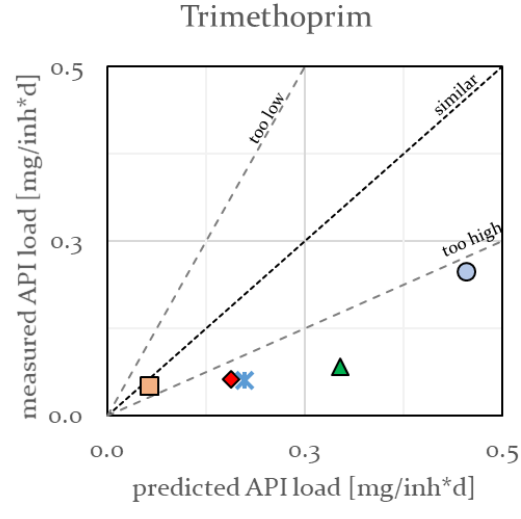 Trimethoprim
measured API load [mg/inh*d]
0.5
0.3
0.0
too low
similar
too high
0.0
0.3
0.5
predicted API load [mg/inh*d]